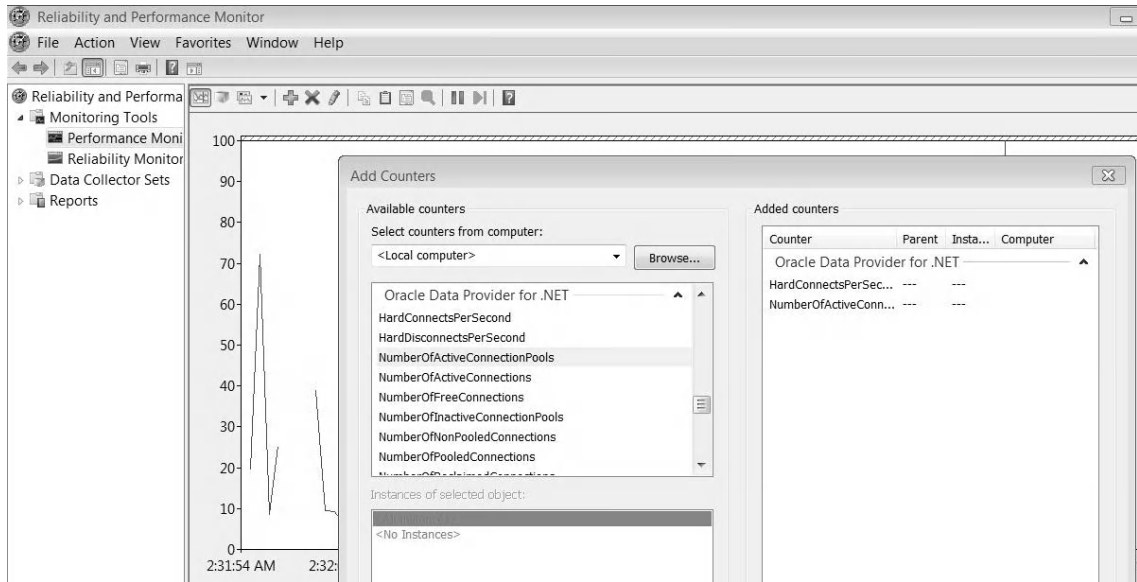 Reliability and Performance Monitor
File Action View Favorites Window Help
Reliability and Performa
Monitoring Tools
Performance Moni
Reliability Monitor
Data Collector Sets
Reports
100
90
80
70
60
50
40
30
20
10
0
2:31:54 AM 2:32:
Add Counters
Available counters
Select counters from computer:
<Local computer>
Browse...
Oracle Data Provider for .NET
HardConnectsPerSecond
HardDisconnectsPerSecond
NumberOfActiveConnectionPools
NumberOfActiveConnections
NumberOfFreeConnections
NumberOfInactiveConnectionPools
NumberOfNonPooledConnections
NumberOfPooledConnections
NumberOfReclaimedConnections
Instances of selected object:
<No Instances>
Added counters
Counter Parent Insta... Computer
Oracle Data Provider for .NET
HardConnectsPerSec... --- ---
NumberOfActiveConn... --- ---